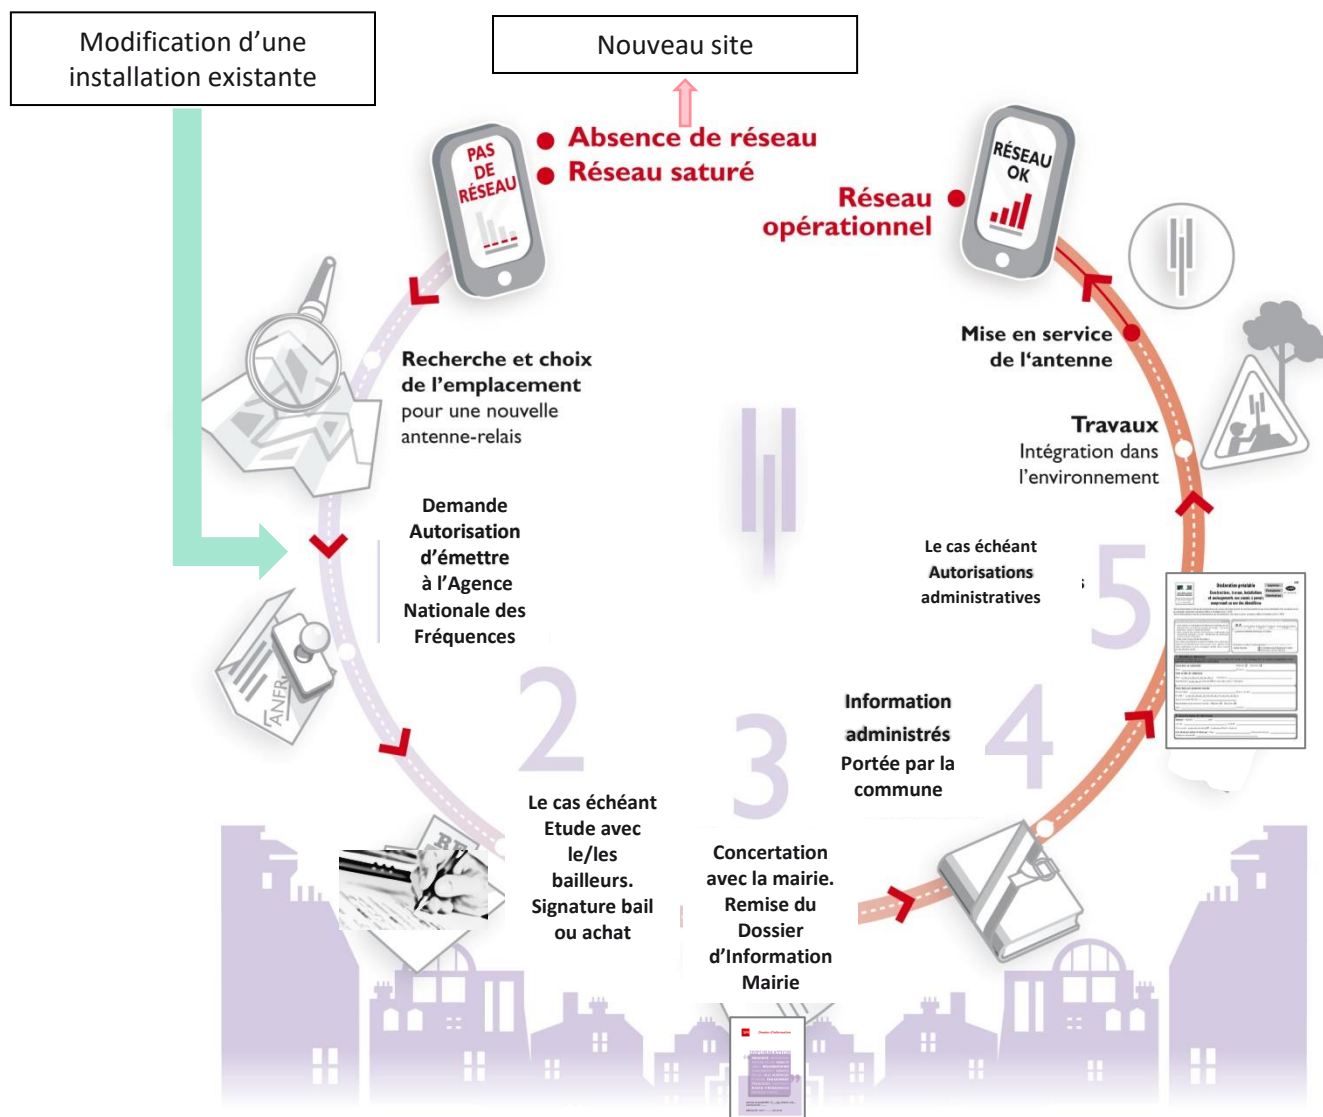 Modification d’une
installation existante
Nouveau site
Absence de réseau
Réseau saturé
PAS
DE
RÉSEAU
RÉSEAU
OK
Réseau
opérationnel
Recherche et choix
de l’emplacement
pour une nouvelle
antenne-relais
Mise en service
de l‘antenne
Travaux
Intégration dans
l’environnement
Demande
Autorisation
d’émettre
à l’Agence
Nationale des
Fréquences
ANFR
2
Le cas échéant
Etude avec
le/les
bailleurs.
Signature bail
ou achat
3
Concertation
avec la mairie.
Remise du
Dossier
d’Information
Mairie
4
Information
administrés
Portée par la
commune
5
Le cas échéant
Autorisations
administratives
Déclaration préalable
Dossier d'Information